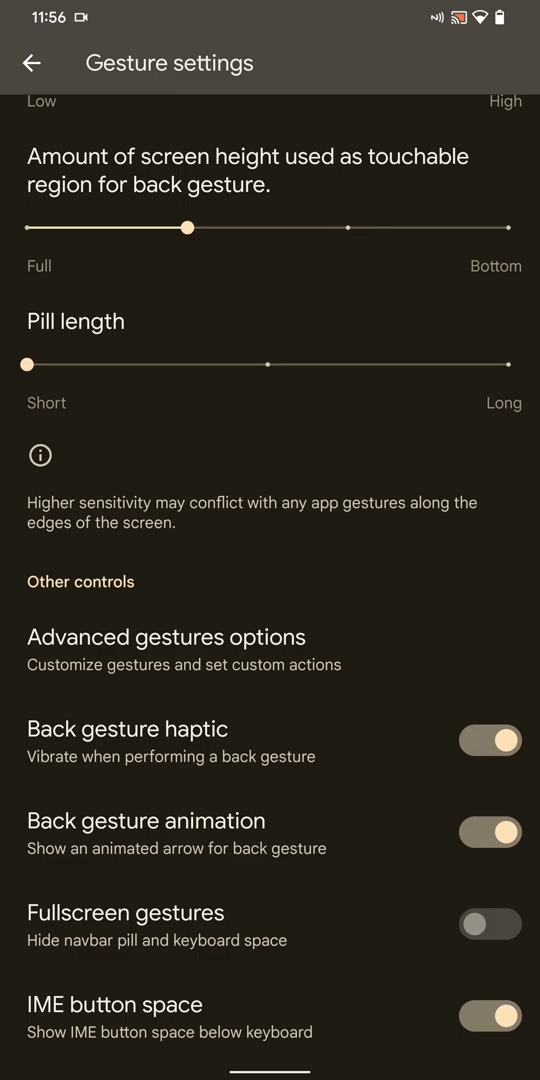 11:56
Gesture settings
Low High
Amount of screen height used as touchable
region for back gesture.
Full Bottom
Pill length
Short Long
Higher sensitivity may conflict with any app gestures along the
edges of the screen.
Other controls
Advanced gestures options
Customize gestures and set custom actions
Back gesture haptic
Vibrate when performing a back gesture
Back gesture animation
Show an animated arrow for back gesture
Fullscreen gestures
Hide navbar pill and keyboard space
IME button space
Show IME button space below keyboard